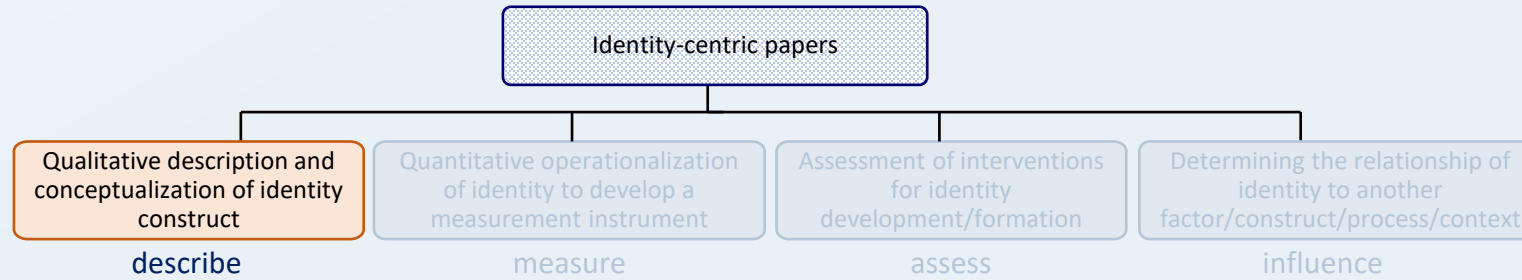 Identity-centric papers
Qualitative description and
conceptualization of identity
construct
Quantitative operationalization
of identity to develop a
measurement instrument
Assessment of interventions
for identity
development/formation
Determining the relationship of
identity to another
factor/construct/process/context
describe
measure
assess
influence